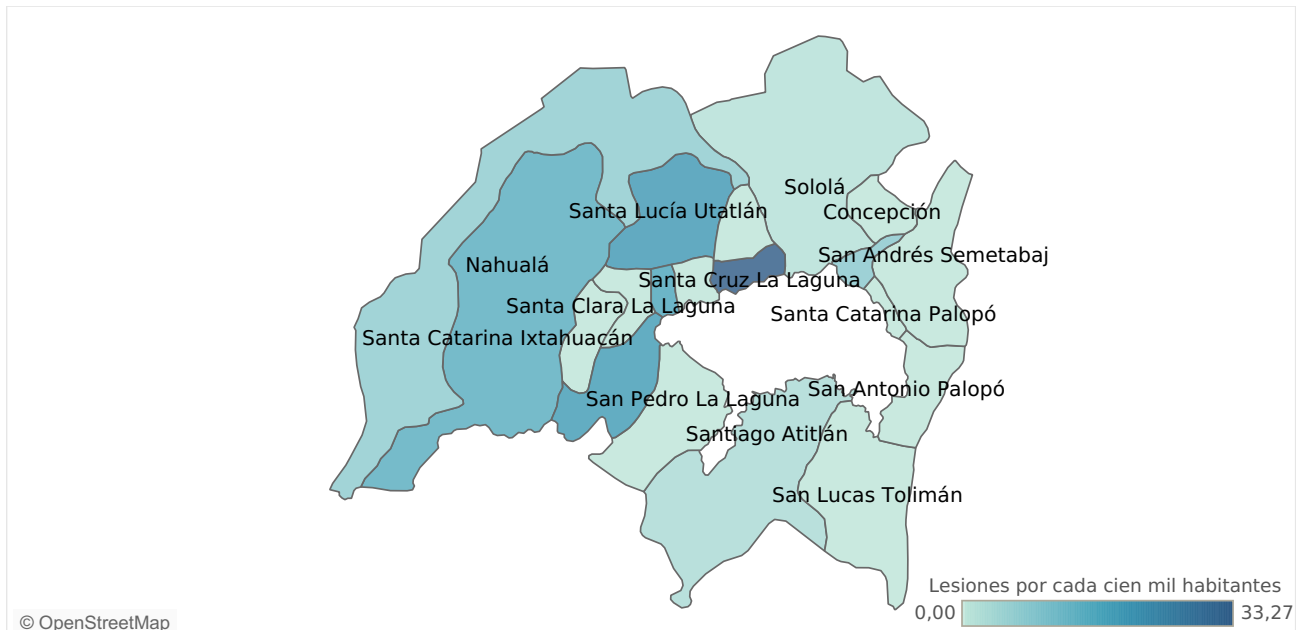 Sololá
Santa Lucía Utatlán
Concepción
San Andrés Semetabaj
Nahualá
Santa Cruz La Laguna
Santa Clara La Laguna
Santa Catarina Palopó
Santa Catarina Ixtahuacán
San Antonio Palopó
San Pedro La Laguna
Santiago Atitlán
San Lucas Tolimán
Lesiones por cada cien mil habitantes
0,00 33,27
© OpenStreetMap